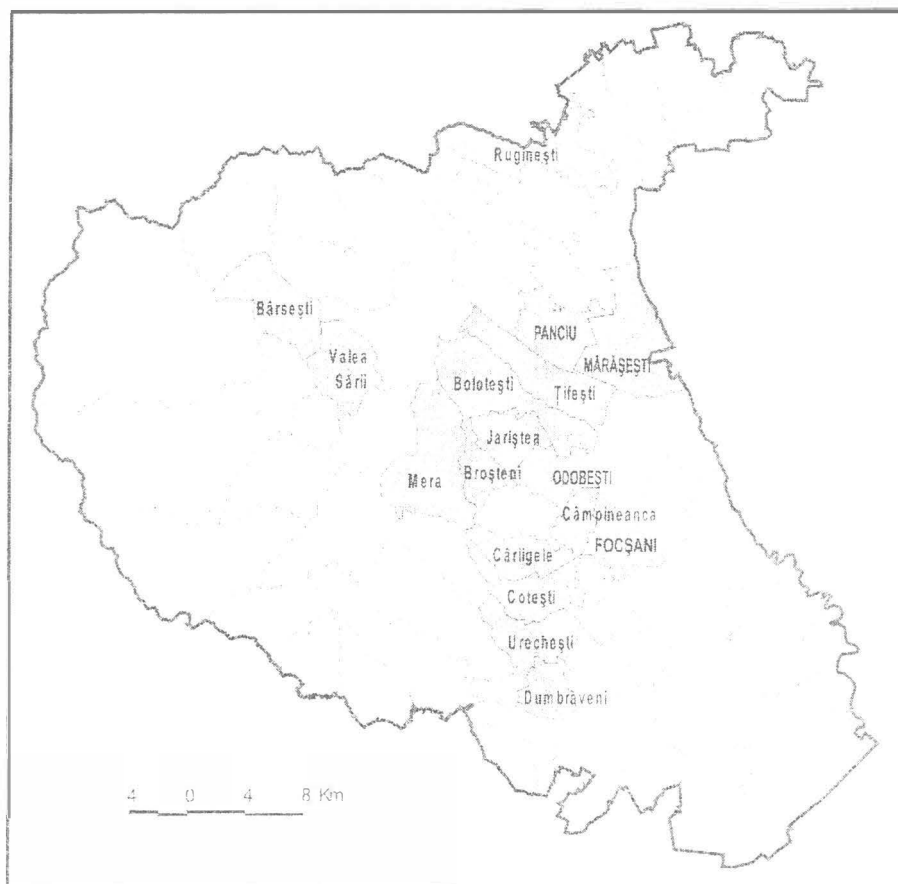 Ruginești
Bârsești
PANCIU
Valea
Sării
MĂRĂȘEȘTI
Bolotești
Țifești
Jariștea
Broșteni
ODOBEȘTI
Mera
Câmpineanca
FOCȘANI
Cârligele
Cotești
Urechești
Dumbrăveni
4 0 4 8 Km